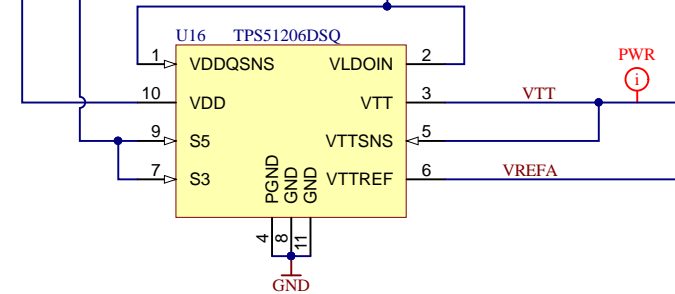 PWR
i
U16 TPS51206DSQ
1 VDDQSNS VLDOIN 2
10 VDD VTT 3 VTT
9 S5 VTTSNS 5
7 S3 VTTREF 6 VREFA
PGND
GND
GND
4
8
11
GND